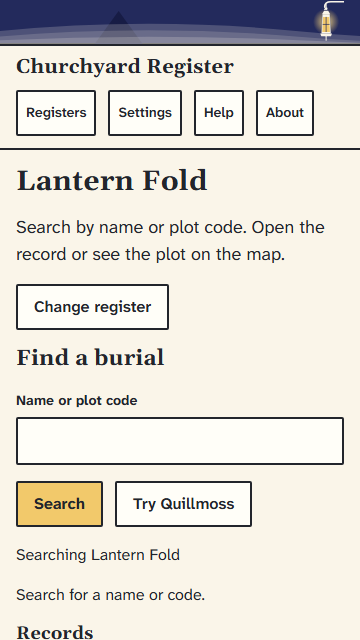 Churchyard Register
Registers
Settings
Help
About
Lantern Fold
Search by name or plot code. Open the
record or see the plot on the map.
Change register
Find a burial
Name or plot code
Search
Try Quillmoss
Searching Lantern Fold
Search for a name or code.
Records